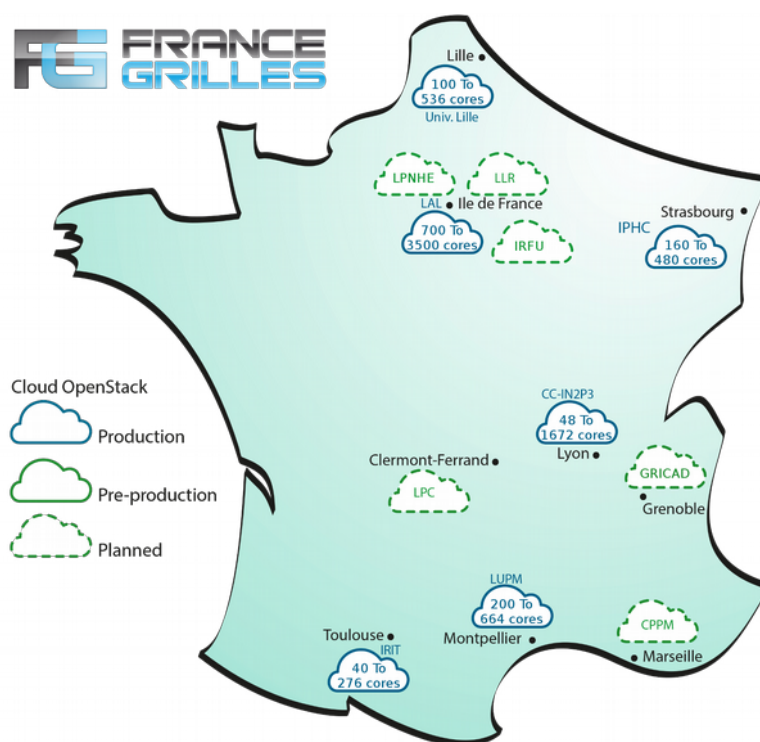 FG FRANCE
GRILLES
Lille
100 To
536 cores
Univ. Lille
LPNHE
LLR
LAL
Ile de France
700 To
3500 cores
IRFU
Strasbourg
IPHC
160 To
480 cores
Cloud OpenStack
Production
Pre-production
Planned
CC-IN2P3
48 To
1672 cores
Lyon
Clermont-Ferrand
LPC
GRICAD
Grenoble
LUPM
200 To
664 cores
Montpellier
CPPM
Marseille
Toulouse
IRIT
40 To
276 cores